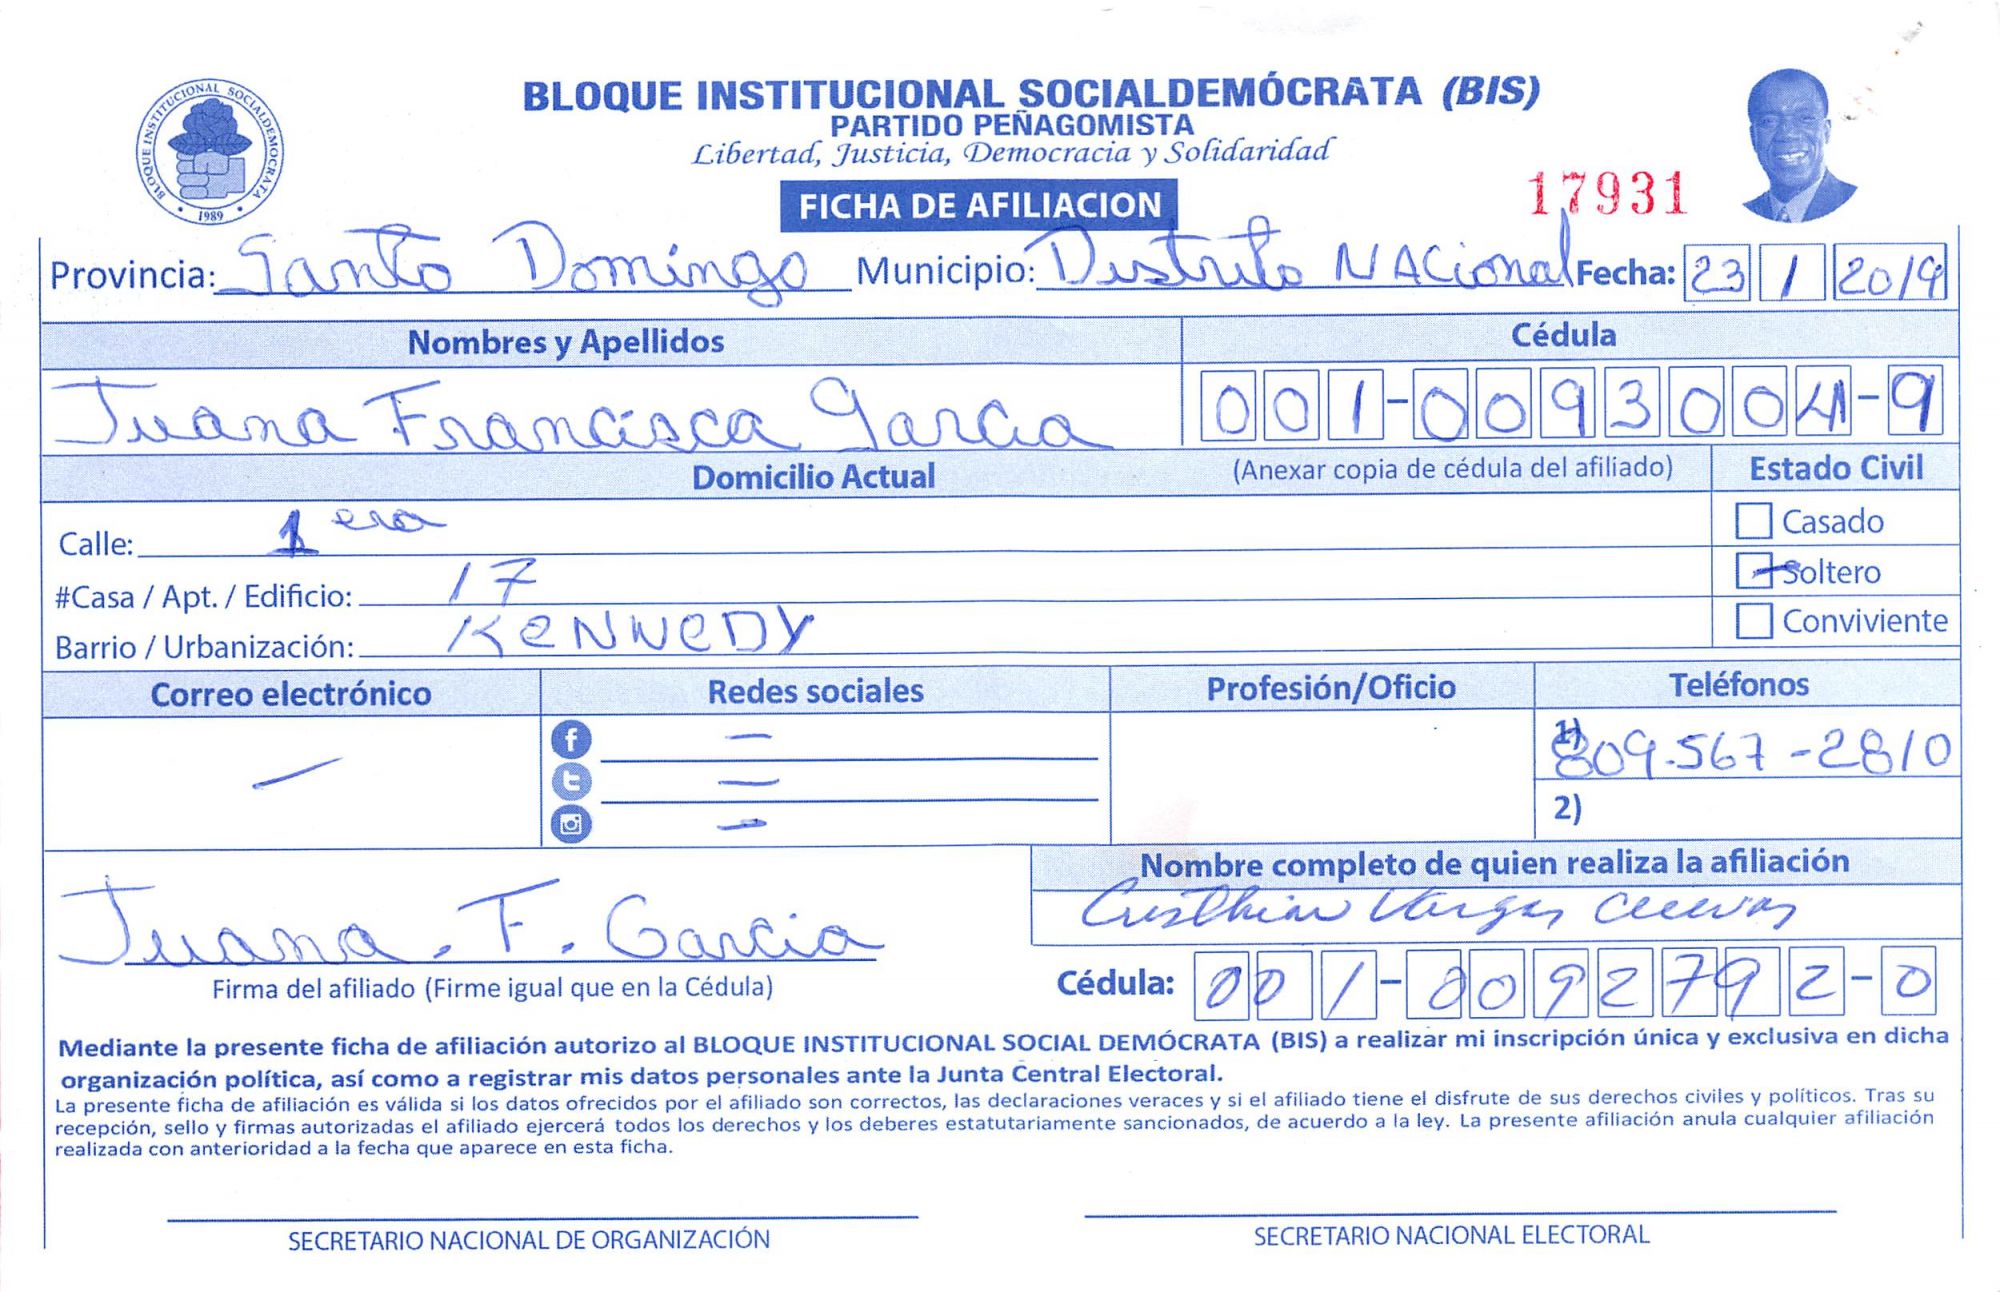 BLOQUE INSTITUCIONAL SOCIALDEMOCRATA
1989
BLOQUE INSTITUCIONAL SOCIALDEMÓCRATA (BIS)
PARTIDO PEÑAGOMISTA
Libertad, Justicia, Democracia y Solidaridad
FICHA DE AFILIACION
17931
Provincia: Santo Domingo Municipio: Distrito NACional Fecha: 23 1 2019
Nombres y Apellidos Cédula
Juana Francisca Garcia 001-0093004-9
Domicilio Actual (Anexar copia de cédula del afiliado) Estado Civil
Calle: 1era Casado
#Casa / Apt. / Edificio: 17 Soltero
Barrio / Urbanización: KeNNeDY Conviviente
Correo electrónico Redes sociales Profesión/Oficio Teléfonos
— f — 1) 809-567-2810
t —
— 2)
Nombre completo de quien realiza la afiliación
Cristhian Vargas Cuevas
Juana. F. Garcia
Firma del afiliado (Firme igual que en la Cédula) Cédula: 001-0092792-0
Mediante la presente ficha de afiliación autorizo al BLOQUE INSTITUCIONAL SOCIAL DEMÓCRATA (BIS) a realizar mi inscripción única y exclusiva en dicha
organización política, así como a registrar mis datos personales ante la Junta Central Electoral.
La presente ficha de afiliación es válida si los datos ofrecidos por el afiliado son correctos, las declaraciones veraces y si el afiliado tiene el disfrute de sus derechos civiles y políticos. Tras su
recepción, sello y firmas autorizadas el afiliado ejercerá todos los derechos y los deberes estatutariamente sancionados, de acuerdo a la ley. La presente afiliación anula cualquier afiliación
realizada con anterioridad a la fecha que aparece en esta ficha.
SECRETARIO NACIONAL DE ORGANIZACIÓN SECRETARIO NACIONAL ELECTORAL